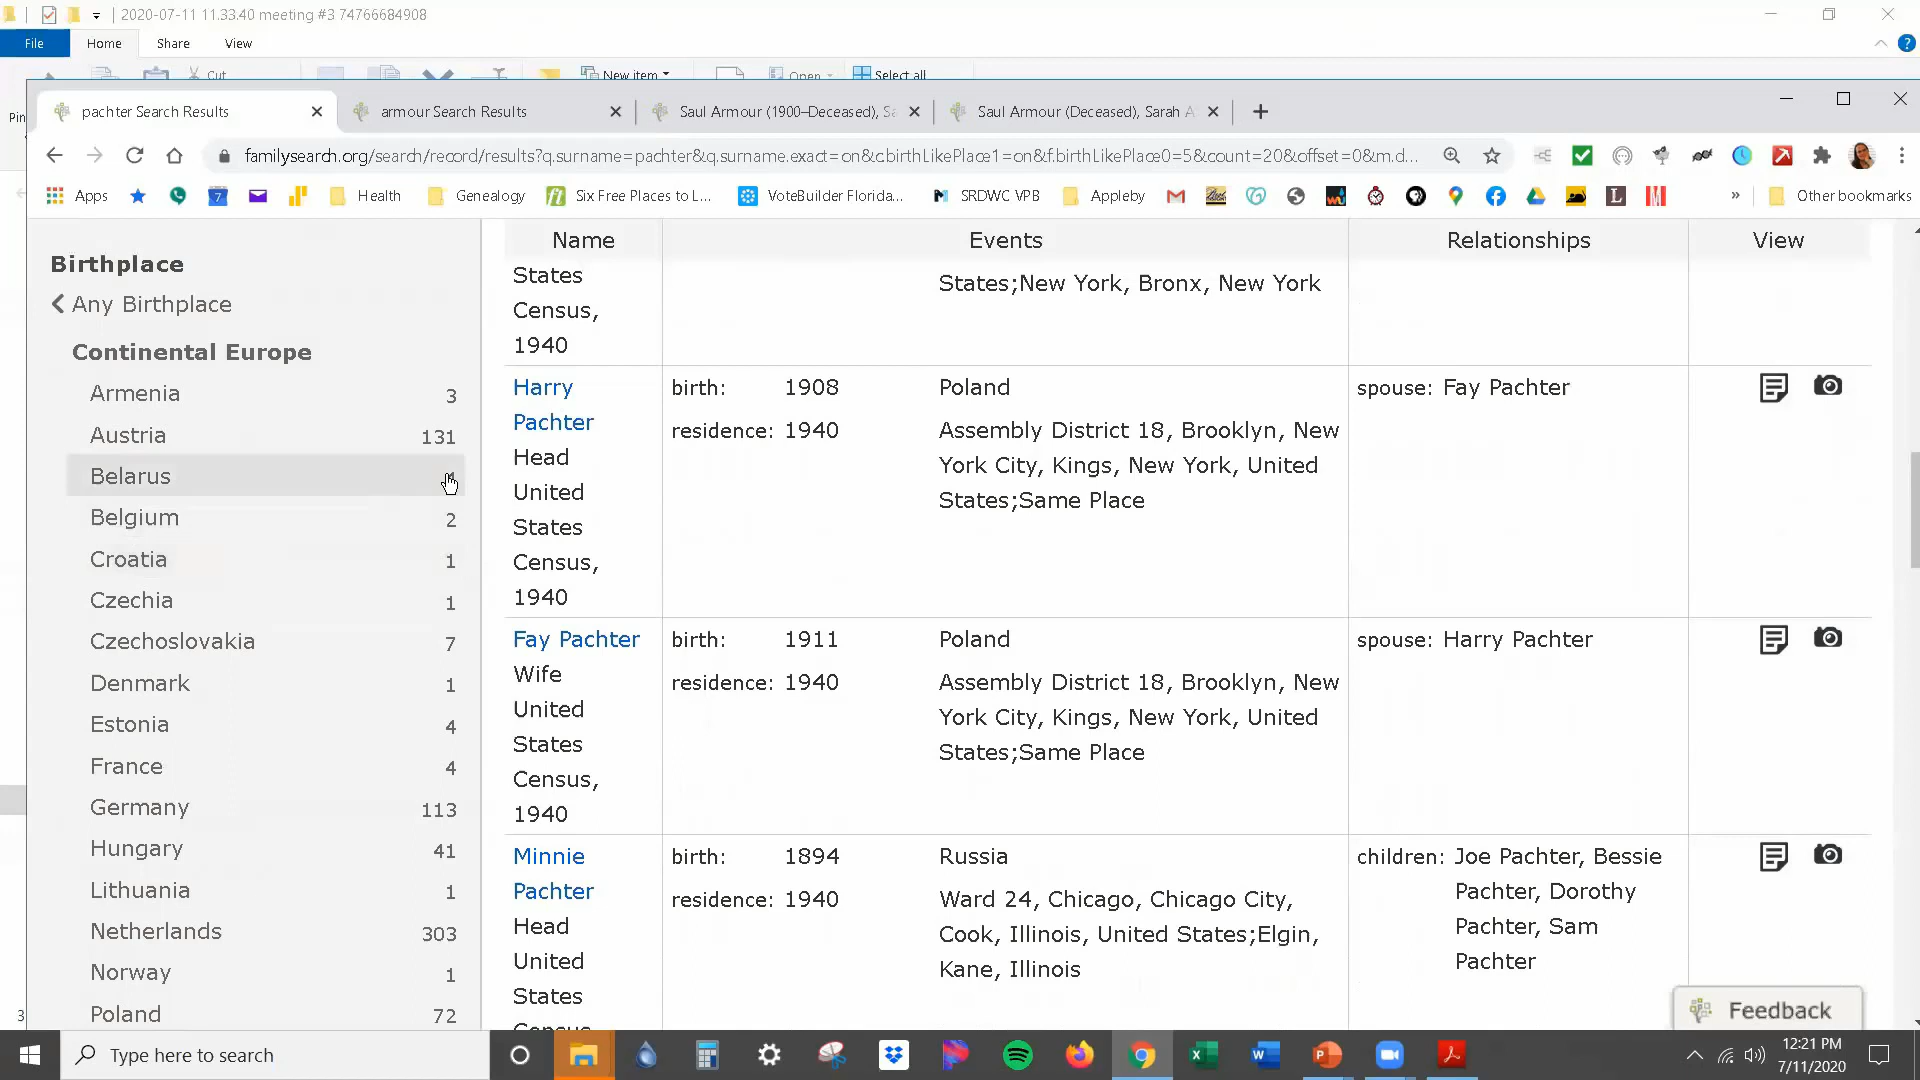 2020-07-11 11.33.40 meeting #3 74766684908
File Home Share View
Cut New item Open Select all
pachter Search Results
armour Search Results
Saul Armour (1900–Deceased), Sa
Saul Armour (Deceased), Sarah A
familysearch.org/search/record/results?q.surname=pachter&q.surname.exact=on&c.birthLikePlace1=on&f.birthLikePlace0=5&count=20&offset=0&m.d...
Apps Health Genealogy Six Free Places to L... VoteBuilder Florida... SRDWC VPB Appleby » Other bookmarks
Birthplace
Any Birthplace
Continental Europe
Armenia 3
Austria 131
Belarus
Belgium 2
Croatia 1
Czechia 1
Czechoslovakia 7
Denmark 1
Estonia 4
France 4
Germany 113
Hungary 41
Lithuania 1
Netherlands 303
Norway 1
Poland 72
Name Events Relationships View
States
Census,
1940
States;New York, Bronx, New York
Harry
Pachter
Head
United
States
Census,
1940
birth: 1908 Poland
residence: 1940 Assembly District 18, Brooklyn, New
York City, Kings, New York, United
States;Same Place
spouse: Fay Pachter
Fay Pachter
Wife
United
States
Census,
1940
birth: 1911 Poland
residence: 1940 Assembly District 18, Brooklyn, New
York City, Kings, New York, United
States;Same Place
spouse: Harry Pachter
Minnie
Pachter
Head
United
States
Census
birth: 1894 Russia
residence: 1940 Ward 24, Chicago, Chicago City,
Cook, Illinois, United States;Elgin,
Kane, Illinois
children: Joe Pachter, Bessie
Pachter, Dorothy
Pachter, Sam
Pachter
Feedback
3
Type here to search
12:21 PM
7/11/2020